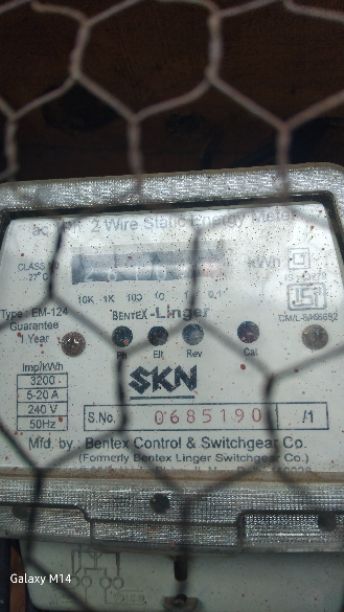 2 Wire Static Energy Meter
kWh
CLASS
27°C
10K 1K 100 10 0.1
BENTEX-Linger
Type : EM-124
Guarantee
1 Year
Ph Elt Rev Cal
SKN
Imp/kWh
3200
5-20 A
240 V
50Hz
S.No. 0685190 /1
Mfd. by : Bentex Control & Switchgear Co.
(Formerly Bentex Linger Switchgear Co.)
Galaxy M14